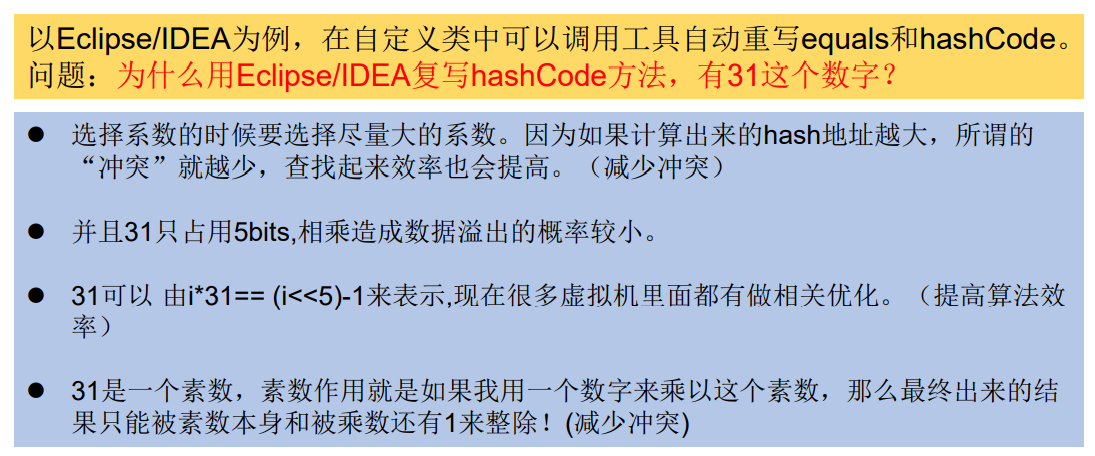 以Eclipse/IDEA为例，在自定义类中可以调用工具自动重写equals和hashCode。
问题：为什么用Eclipse/IDEA复写hashCode方法，有31这个数字？
● 选择系数的时候要选择尽量大的系数。因为如果计算出来的hash地址越大，所谓的
“冲突”就越少，查找起来效率也会提高。（减少冲突）
● 并且31只占用5bits,相乘造成数据溢出的概率较小。
● 31可以 由i*31== (i<<5)-1来表示,现在很多虚拟机里面都有做相关优化。（提高算法效
率）
● 31是一个素数，素数作用就是如果我用一个数字来乘以这个素数，那么最终出来的结
果只能被素数本身和被乘数还有1来整除！(减少冲突)